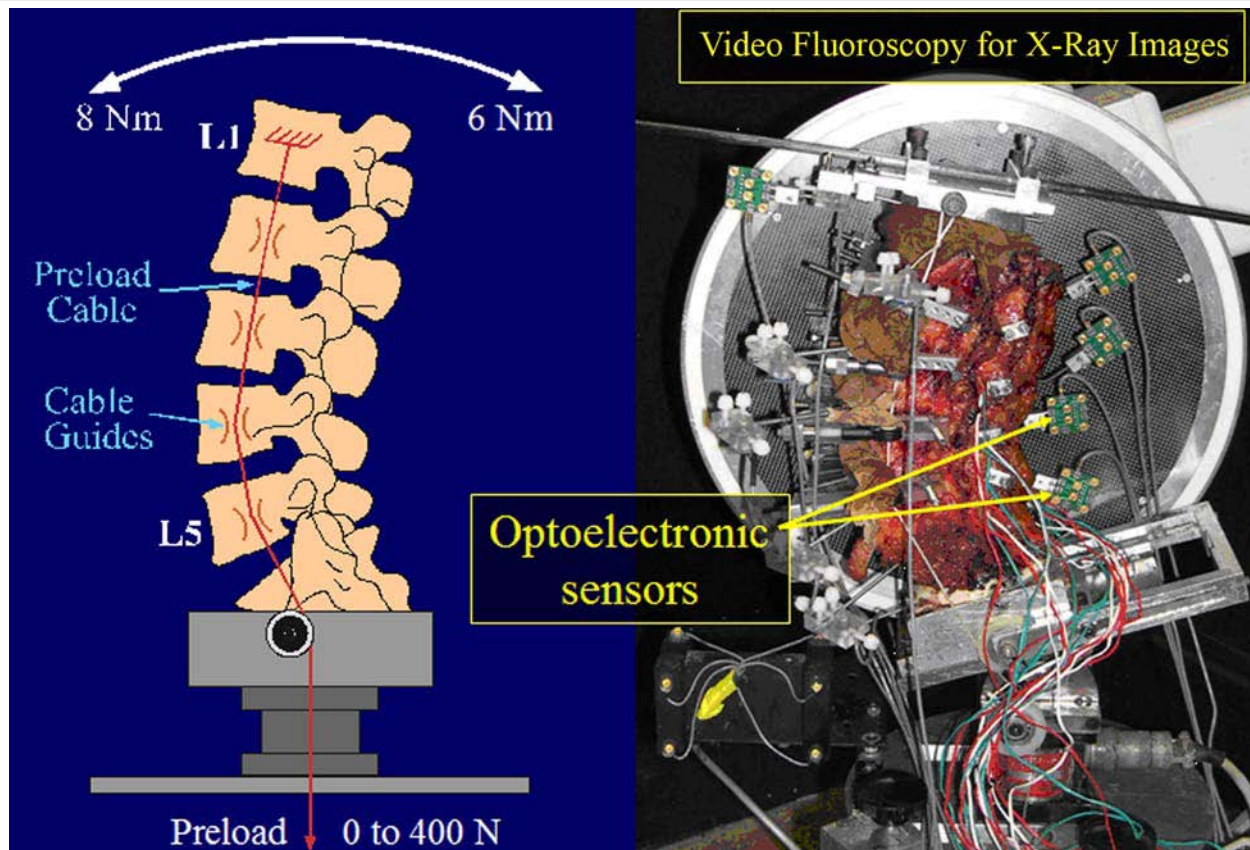 8 Nm
6 Nm
L1
Preload
Cable
Cable
Guides
L5
Preload
0 to 400 N
Video Fluoroscopy for X-Ray Images
Optoelectronic
sensors